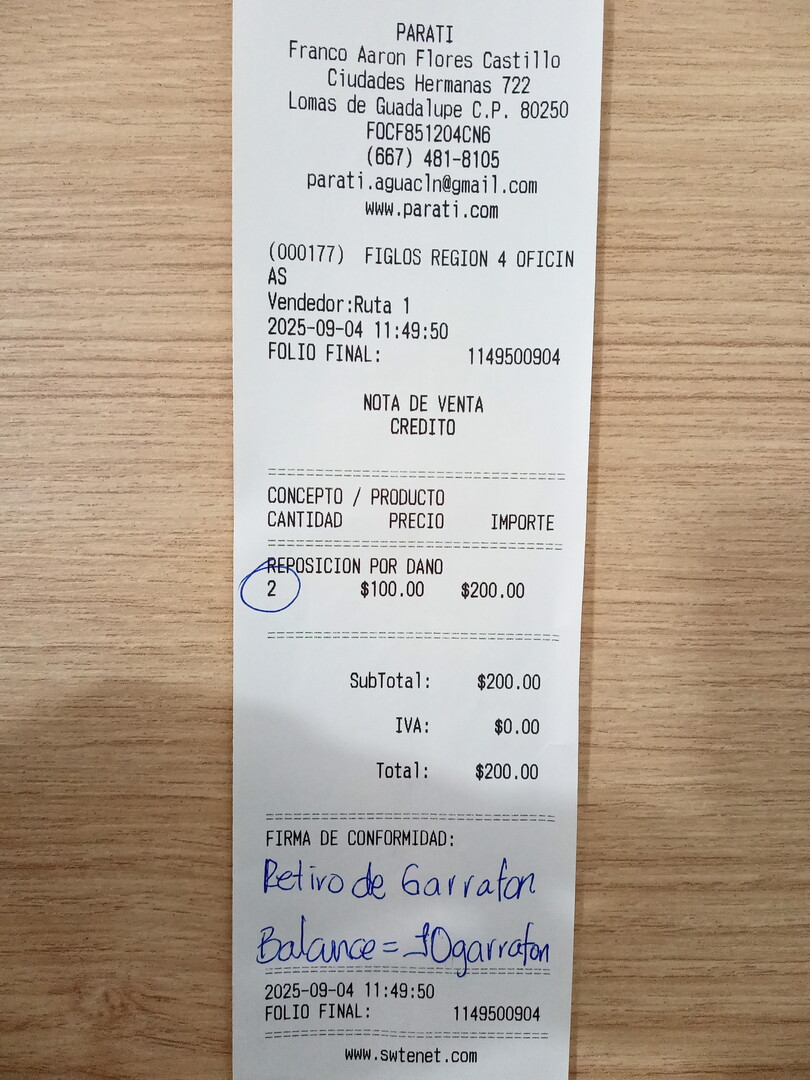 PARATI
Franco Aaron Flores Castillo
Ciudades Hermanas 722
Lomas de Guadalupe C.P. 80250
FOCF851204CN6
(667) 481-8105
parati.aguacln@gmail.com
www.parati.com
(000177) FIGLOS REGION 4 OFICIN
AS
Vendedor:Ruta 1
2025-09-04 11:49:50
FOLIO FINAL: 1149500904
NOTA DE VENTA
CREDITO
CONCEPTO / PRODUCTO
CANTIDAD PRECIO IMPORTE
REPOSICION POR DANO
2 $100.00 $200.00
SubTotal: $200.00
IVA: $0.00
Total: $200.00
FIRMA DE CONFORMIDAD:
Retiro de Garrafon
Balance = 10garrafon
2025-09-04 11:49:50
FOLIO FINAL: 1149500904
www.swtenet.com